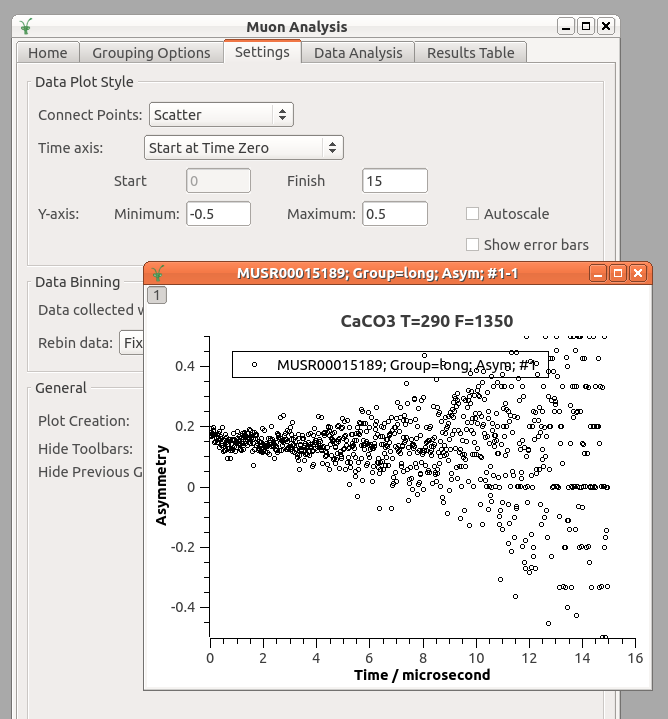 Muon Analysis
Home Grouping Options Settings Data Analysis Results Table
Data Plot Style
Connect Points: Scatter
Time axis: Start at Time Zero
Start 0 Finish 15
Y-axis: Minimum: -0.5 Maximum: 0.5 Autoscale
Show error bars
MUSR00015189; Group=long; Asym; #1-1
1
Data Binning
Data collected
Rebin data: Fix
General
Plot Creation:
Hide Toolbars:
Hide Previous G
CaCO3 T=290 F=1350
MUSR00015189; Group=long; Asym; #1
0.4
0.2
0
-0.2
-0.4
Asymmetry
0 2 4 6 8 10 12 14 16
Time / microsecond